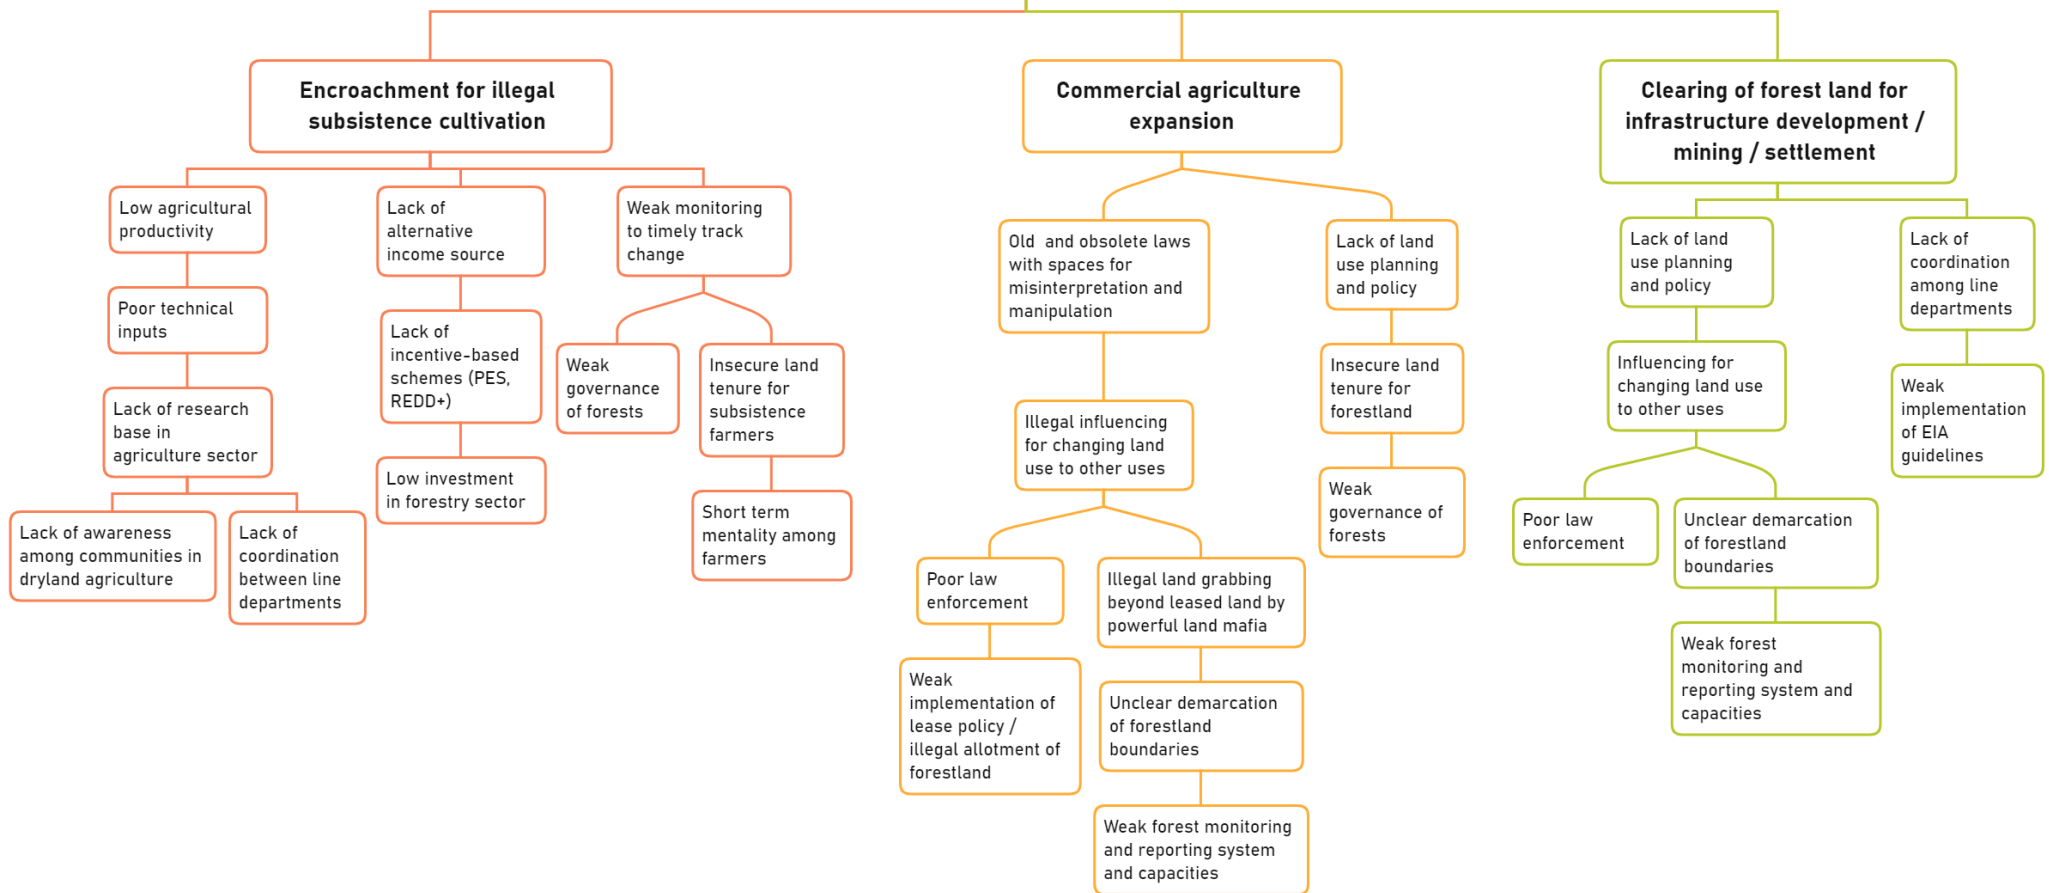 Encroachment for illegal
subsistence cultivation
Low agricultural
productivity
Poor technical
inputs
Lack of research
base in
agriculture sector
Lack of awareness
among communities in
dryland agriculture
Lack of
coordination
between line
departments
Lack of
alternative
income source
Lack of
incentive-based
schemes (PES,
REDD+)
Low investment
in forestry sector
Weak monitoring
to timely track
change
Weak
governance
of forests
Insecure land
tenure for
subsistence
farmers
Short term
mentality among
farmers
Commercial agriculture
expansion
Old and obsolete laws
with spaces for
misinterpretation and
manipulation
Illegal influencing
for changing land
use to other uses
Poor law
enforcement
Weak
implementation of
lease policy /
illegal allotment of
forestland
Illegal land grabbing
beyond leased land by
powerful land mafia
Unclear demarcation
of forestland
boundaries
Weak forest monitoring
and reporting system
and capacities
Lack of land
use planning
and policy
Insecure land
tenure for
forestland
Weak
governance of
forests
Clearing of forest land for
infrastructure development /
mining / settlement
Lack of land
use planning
and policy
Influencing for
changing land use
to other uses
Poor law
enforcement
Unclear demarcation
of forestland
boundaries
Weak forest
monitoring and
reporting system and
capacities
Lack of
coordination
among line
departments
Weak
implementation
of EIA
guidelines